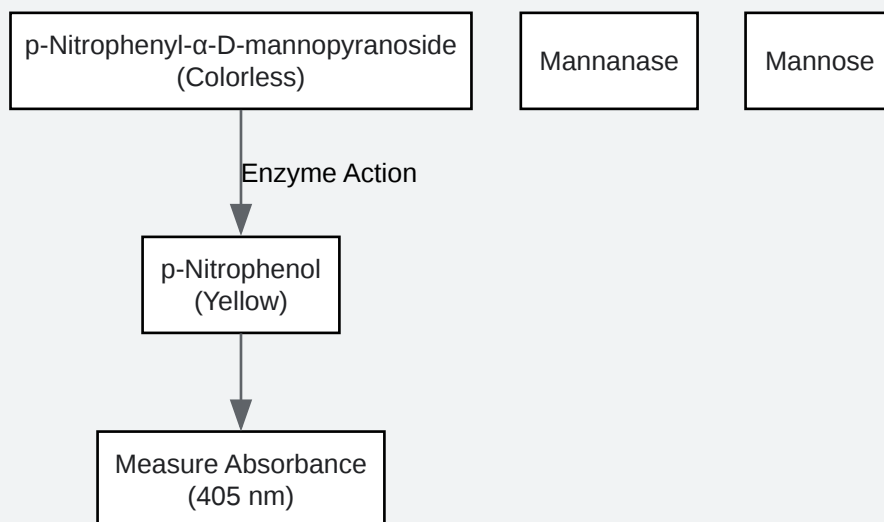 p-Nitrophenyl-α-D-mannopyranoside
(Colorless)
Mannanase
Mannose
Enzyme Action
p-Nitrophenol
(Yellow)
Measure Absorbance
(405 nm)